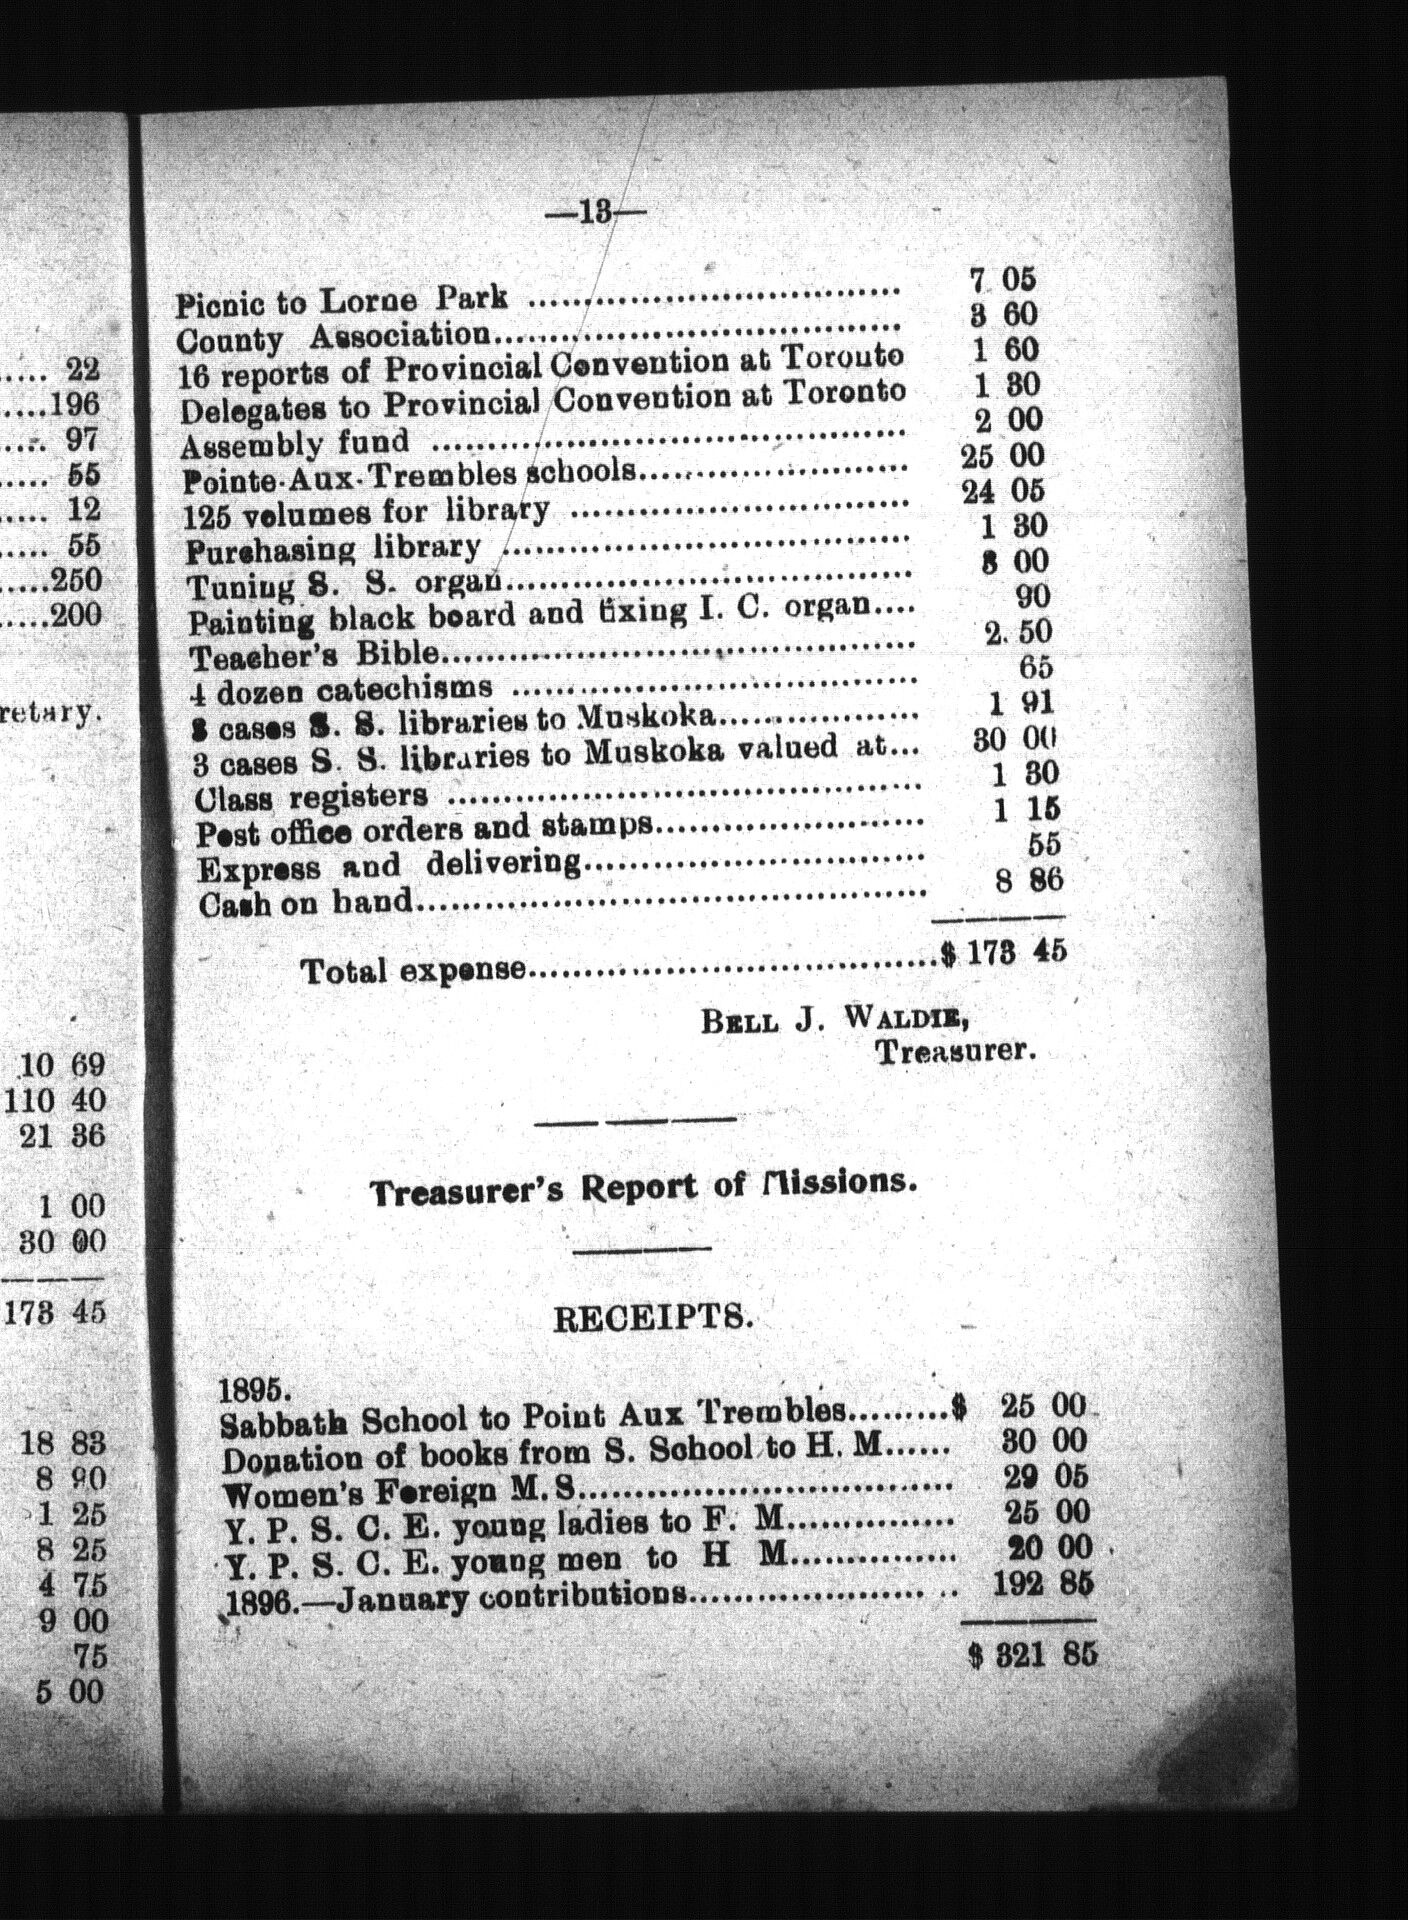 ..... 22
.....196
..... 97
..... 55
..... 12
..... 55
.....250
.....200
retary.
10 69
110 40
21 36
1 00
30 00
173 45
18 83
8 90
1 25
8 25
4 75
9 00
75
5 00
—13—
Picnic to Lorne Park ................................ 7 05
County Association................................ 3 60
16 reports of Provincial Convention at Toronto 1 60
Delegates to Provincial Convention at Toronto 1 30
Assembly fund ................................ 2 00
Pointe-Aux-Trembles schools........................ 25 00
125 volumes for library .............................. 24 05
Purchasing library .................................. 1 30
Tuning S. S. organ.................................. 3 00
Painting black board and fixing I. C. organ.... 90
Teacher's Bible........................................ 2.50
4 dozen catechisms ................................... 65
3 cases S. S. libraries to Muskoka.................. 1 91
3 cases S. S. libraries to Muskoka valued at... 30 00
Class registers ......................................... 1 30
Post office orders and stamps........................ 1 15
Express and delivering.............................. 55
Cash on hand............................................ 8 86
Total expense....................................$ 173 45
BELL J. WALDIE,
Treasurer.
Treasurer's Report of Missions.
RECEIPTS.
1895.
Sabbath School to Point Aux Trembles.........$ 25 00
Donation of books from S. School to H. M...... 30 00
Women's Foreign M. S................................ 29 05
Y. P. S. C. E. young ladies to F. M............... 25 00
Y. P. S. C. E. young men to H M............... 20 00
1896.—January contributions...................... .. 192 85
$ 321 85